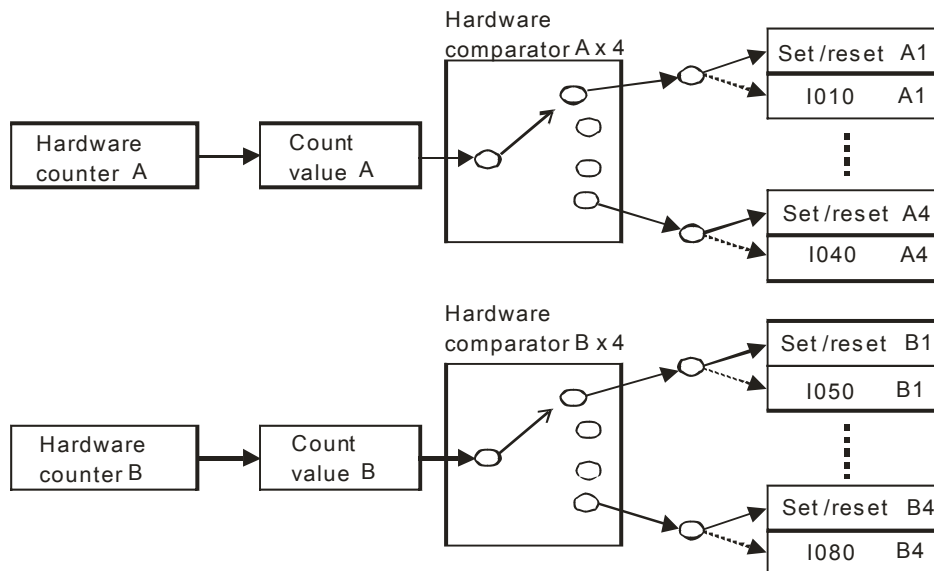 Hardware
comparator A x 4
Set/reset A1
I010 A1
Hardware
counter A
Count
value A
Set/reset A4
I040 A4
Hardware
comparator B x 4
Set/reset B1
I050 B1
Hardware
counter B
Count
value B
Set/reset B4
I080 B4